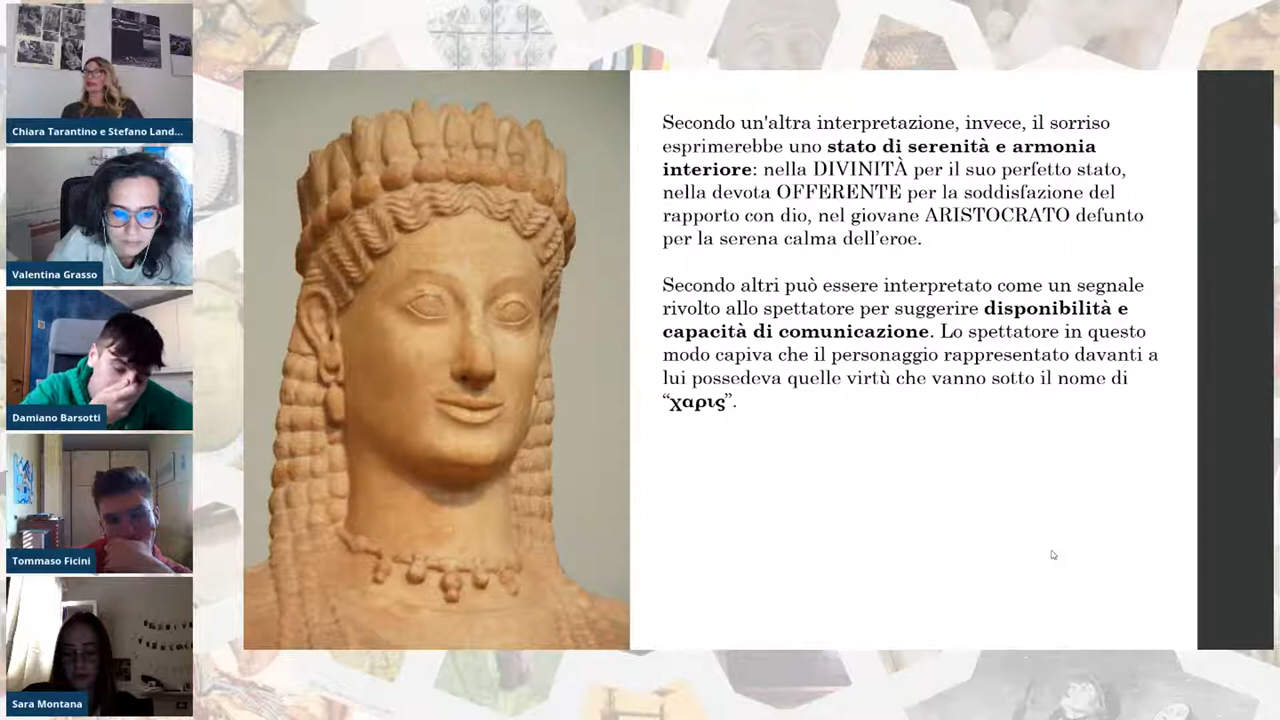 Chiara Tarantino e Stefano Land...
Valentina Grasso
Damiano Barsotti
Tommaso Ficini
Sara Montana
Secondo un'altra interpretazione, invece, il sorriso
esprimerebbe uno stato di serenità e armonia
interiore: nella DIVINITÀ per il suo perfetto stato,
nella devota OFFERENTE per la soddisfazione del
rapporto con dio, nel giovane ARISTOCRATO defunto
per la serena calma dell’eroe.
Secondo altri può essere interpretato come un segnale
rivolto allo spettatore per suggerire disponibilità e
capacità di comunicazione. Lo spettatore in questo
modo capiva che il personaggio rappresentato davanti a
lui possedeva quelle virtù che vanno sotto il nome di
“χαρις”.